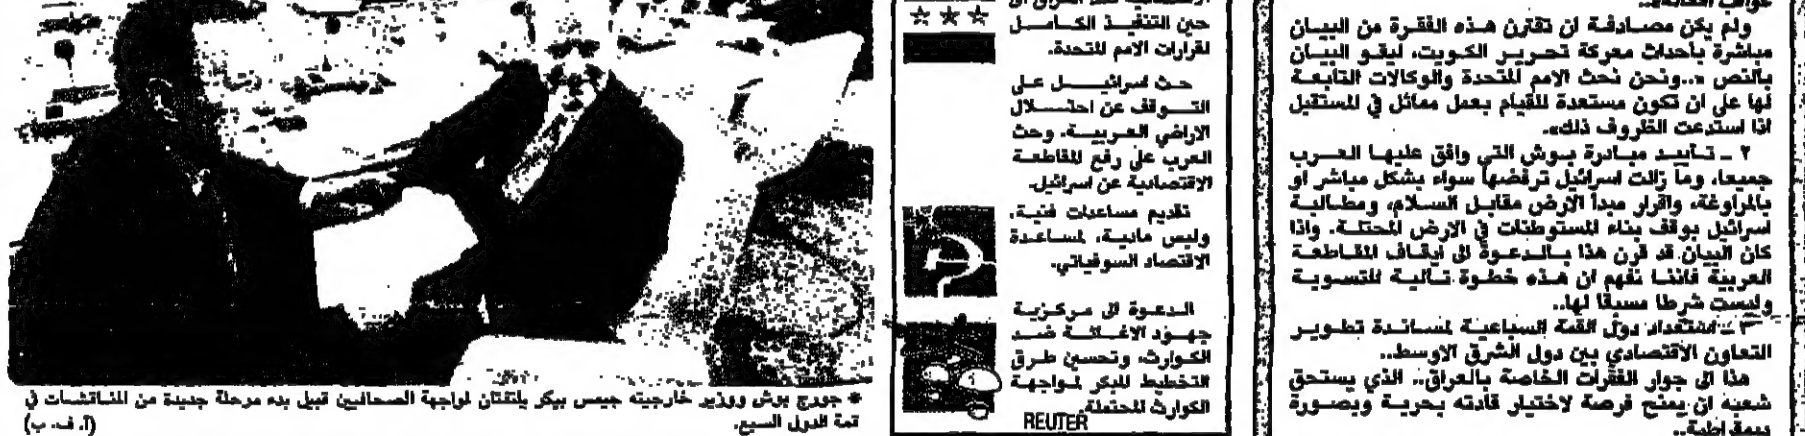 عواقب افعاله»..
ولم يكن مصادفة ان تقترن هذه الفقرة من البيان
مباشرة بأحداث معركة تحرير الكويت، ليقو البيان
بالنص «..ونحن نحث الامم المتحدة والوكالات التابعة
لها على ان تكون مستعدة للقيام بعمل مماثل في المستقبل
اذا استدعت الظروف ذلك».
٢ ـ تأييد مبادرة بوش التي وافق عليها العرب
جميعا، وما زالت اسرائيل ترفضها سواء بشكل مباشر او
بالمراوغة، واقرار مبدأ الارض مقابل السلام، ومطالبة
اسرائيل بوقف بناء المستوطنات في الارض المحتلة. واذا
كان البيان قد قرن هذا بالدعوة الى ايقاف المقاطعة
العربية فاننا نفهم ان هذه خطوة تالية للتسوية
وليست شرطا مسبقا لها..
٣ ـ استعداد دول القمة السباعية لمساندة تطوير
التعاون الاقتصادي بين دول الشرق الاوسط..
هذا الى جوار الفقرات الخاصة بالعراق.. الذي يستحق
شعبه ان يمنح فرصة لاختيار قادته بحرية وبصورة
ديمقراطية..
حين التنفيذ الكامل
لقرارات الامم المتحدة.
حث اسرائيل على
التوقف عن احتلال
الاراضي العربية، وحث
العرب على رفع المقاطعة
الاقتصادية عن اسرائيل.
تقديم مساعدات فنية،
وليس مادية، لمساعدة
الاقتصاد السوفياتي.
الدعوة الى مركزية
جهود الاغاثة ضد
الكوارث، وتحسين طرق
التخطيط المبكر لمواجهة
الكوارث المحتملة.
REUTER
* جورج بوش ووزير خارجيته جيمس بيكر يلتفتان لمواجهة الصحافيين قبيل بدء مرحلة جديدة من المناقشات في
قمة الدول السبع.
(أ. ف. ب)